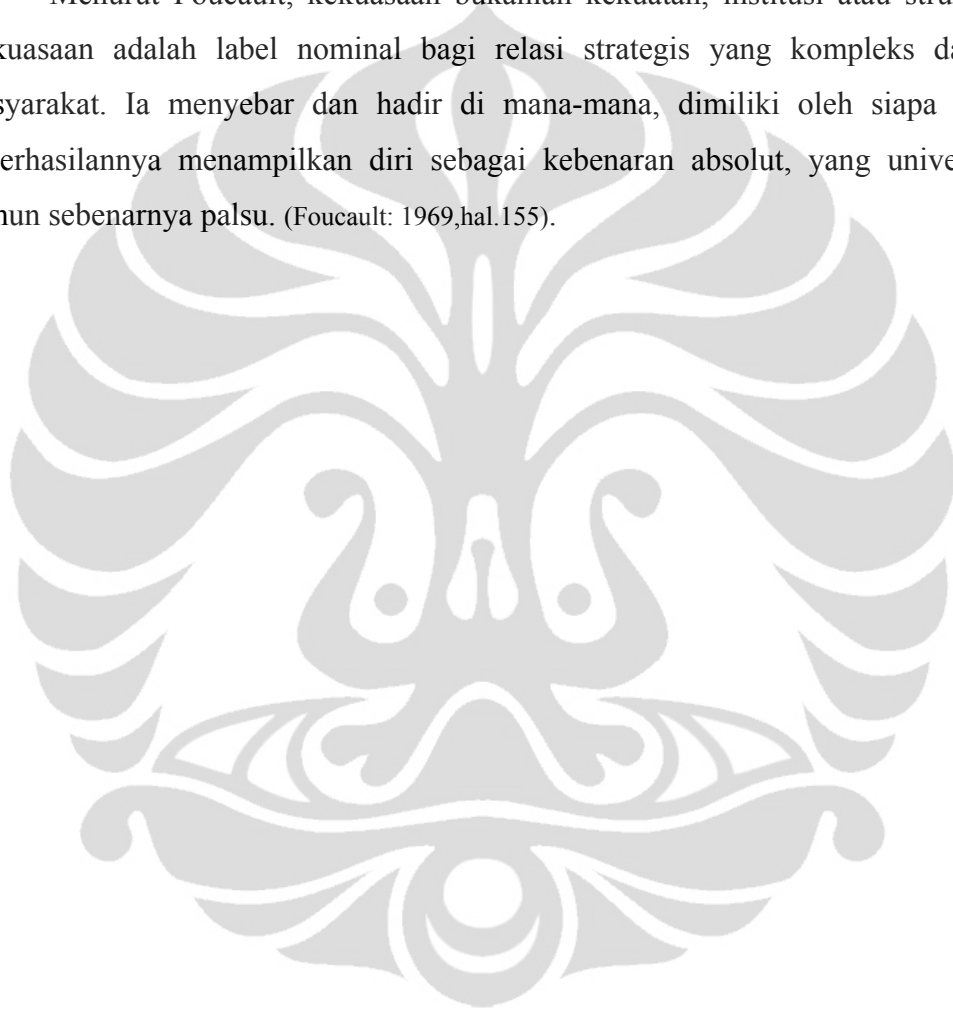 Menurut Foucault, kekuasaan bukanlah kekuatan, institusi atau stru
kuasaan adalah label nominal bagi relasi strategis yang kompleks da
syarakat. Ia menyebar dan hadir di mana-mana, dimiliki oleh siapa
erhasilannya menampilkan diri sebagai kebenaran absolut, yang unive
nun sebenarnya palsu. (Foucault: 1969,hal.155).